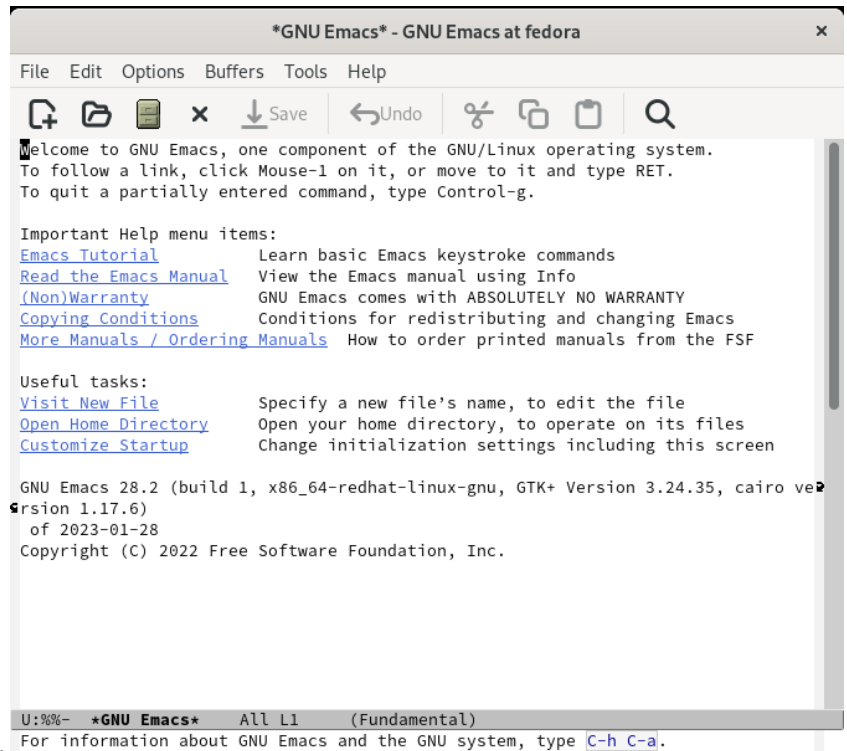 *GNU Emacs* - GNU Emacs at fedora
File Edit Options Buffers Tools Help
Save Undo
Welcome to GNU Emacs, one component of the GNU/Linux operating system.
To follow a link, click Mouse-1 on it, or move to it and type RET.
To quit a partially entered command, type Control-g.
Important Help menu items:
Emacs Tutorial Learn basic Emacs keystroke commands
Read the Emacs Manual View the Emacs manual using Info
(Non)Warranty GNU Emacs comes with ABSOLUTELY NO WARRANTY
Copying Conditions Conditions for redistributing and changing Emacs
More Manuals / Ordering Manuals How to order printed manuals from the FSF
Useful tasks:
Visit New File Specify a new file’s name, to edit the file
Open Home Directory Open your home directory, to operate on its files
Customize Startup Change initialization settings including this screen
GNU Emacs 28.2 (build 1, x86_64-redhat-linux-gnu, GTK+ Version 3.24.35, cairo ve
rsion 1.17.6)
of 2023-01-28
Copyright (C) 2022 Free Software Foundation, Inc.
U:%%- *GNU Emacs* All L1 (Fundamental)
For information about GNU Emacs and the GNU system, type C-h C-a.